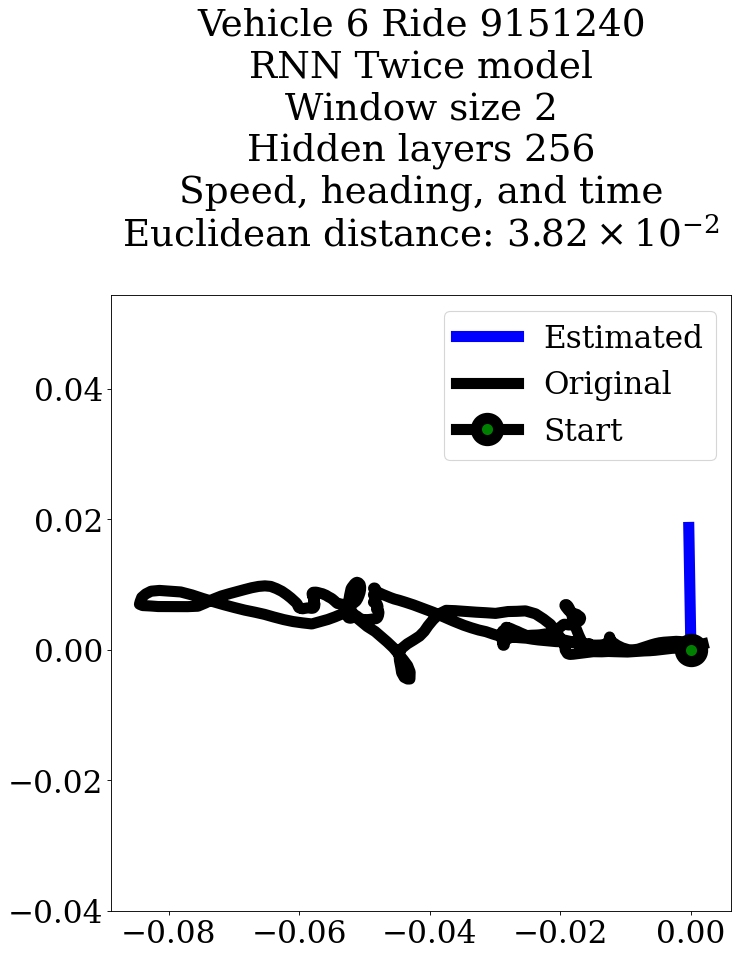 Vehicle 6 Ride 9151240
RNN Twice model
Window size 2
Hidden layers 256
Speed, heading, and time
Euclidean distance: 3.82 × 10⁻²
Estimated
Original
Start
0.04
0.02
0.00
−0.02
−0.04
−0.08
−0.06
−0.04
−0.02
0.00